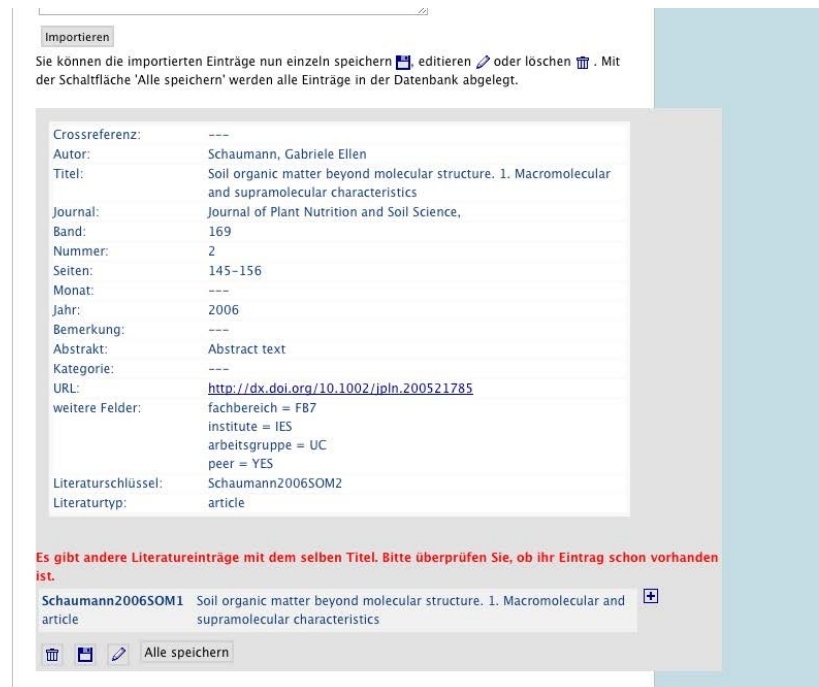 Importieren
Sie können die importierten Einträge nun einzeln speichern , editieren oder löschen . Mit
der Schaltfläche 'Alle speichern' werden alle Einträge in der Datenbank abgelegt.
Crossreferenz: ---
Autor: Schaumann, Gabriele Ellen
Titel: Soil organic matter beyond molecular structure. 1. Macromolecular
and supramolecular characteristics
Journal: Journal of Plant Nutrition and Soil Science,
Band: 169
Nummer: 2
Seiten: 145-156
Monat: ---
Jahr: 2006
Bemerkung: ---
Abstrakt: Abstract text
Kategorie: ---
URL: http://dx.doi.org/10.1002/jpln.200521785
weitere Felder: fachbereich = FB7
institute = IES
arbeitsgruppe = UC
peer = YES
Literaturschlüssel: Schaumann2006SOM2
Literaturtyp: article
Es gibt andere Literatureinträge mit dem selben Titel. Bitte überprüfen Sie, ob ihr Eintrag schon vorhanden
ist.
Schaumann2006SOM1 Soil organic matter beyond molecular structure. 1. Macromolecular and
article supramolecular characteristics
Alle speichern